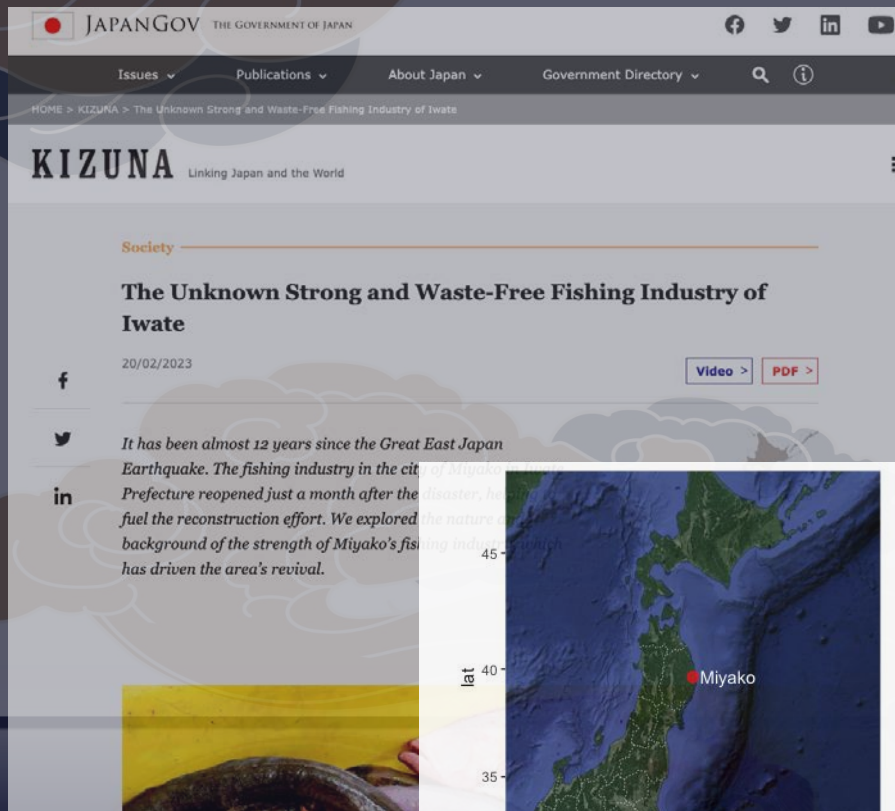 JAPANGOV THE GOVERNMENT OF JAPAN
Issues Publications About Japan Government Directory
HOME > KIZUNA > The Unknown Strong and Waste-Free Fishing Industry of Iwate
KIZUNA Linking Japan and the World
Society
The Unknown Strong and Waste-Free Fishing Industry of
Iwate
20/02/2023
Video > PDF >
It has been almost 12 years since the Great East Japan
Earthquake. The fishing industry in the city of Miyako in Iwate
Prefecture reopened just a month after the disaster, helping
fuel the reconstruction effort. We explored the nature and
background of the strength of Miyako's fishing industry, which
has driven the area's revival.
45
lat
40
Miyako
35